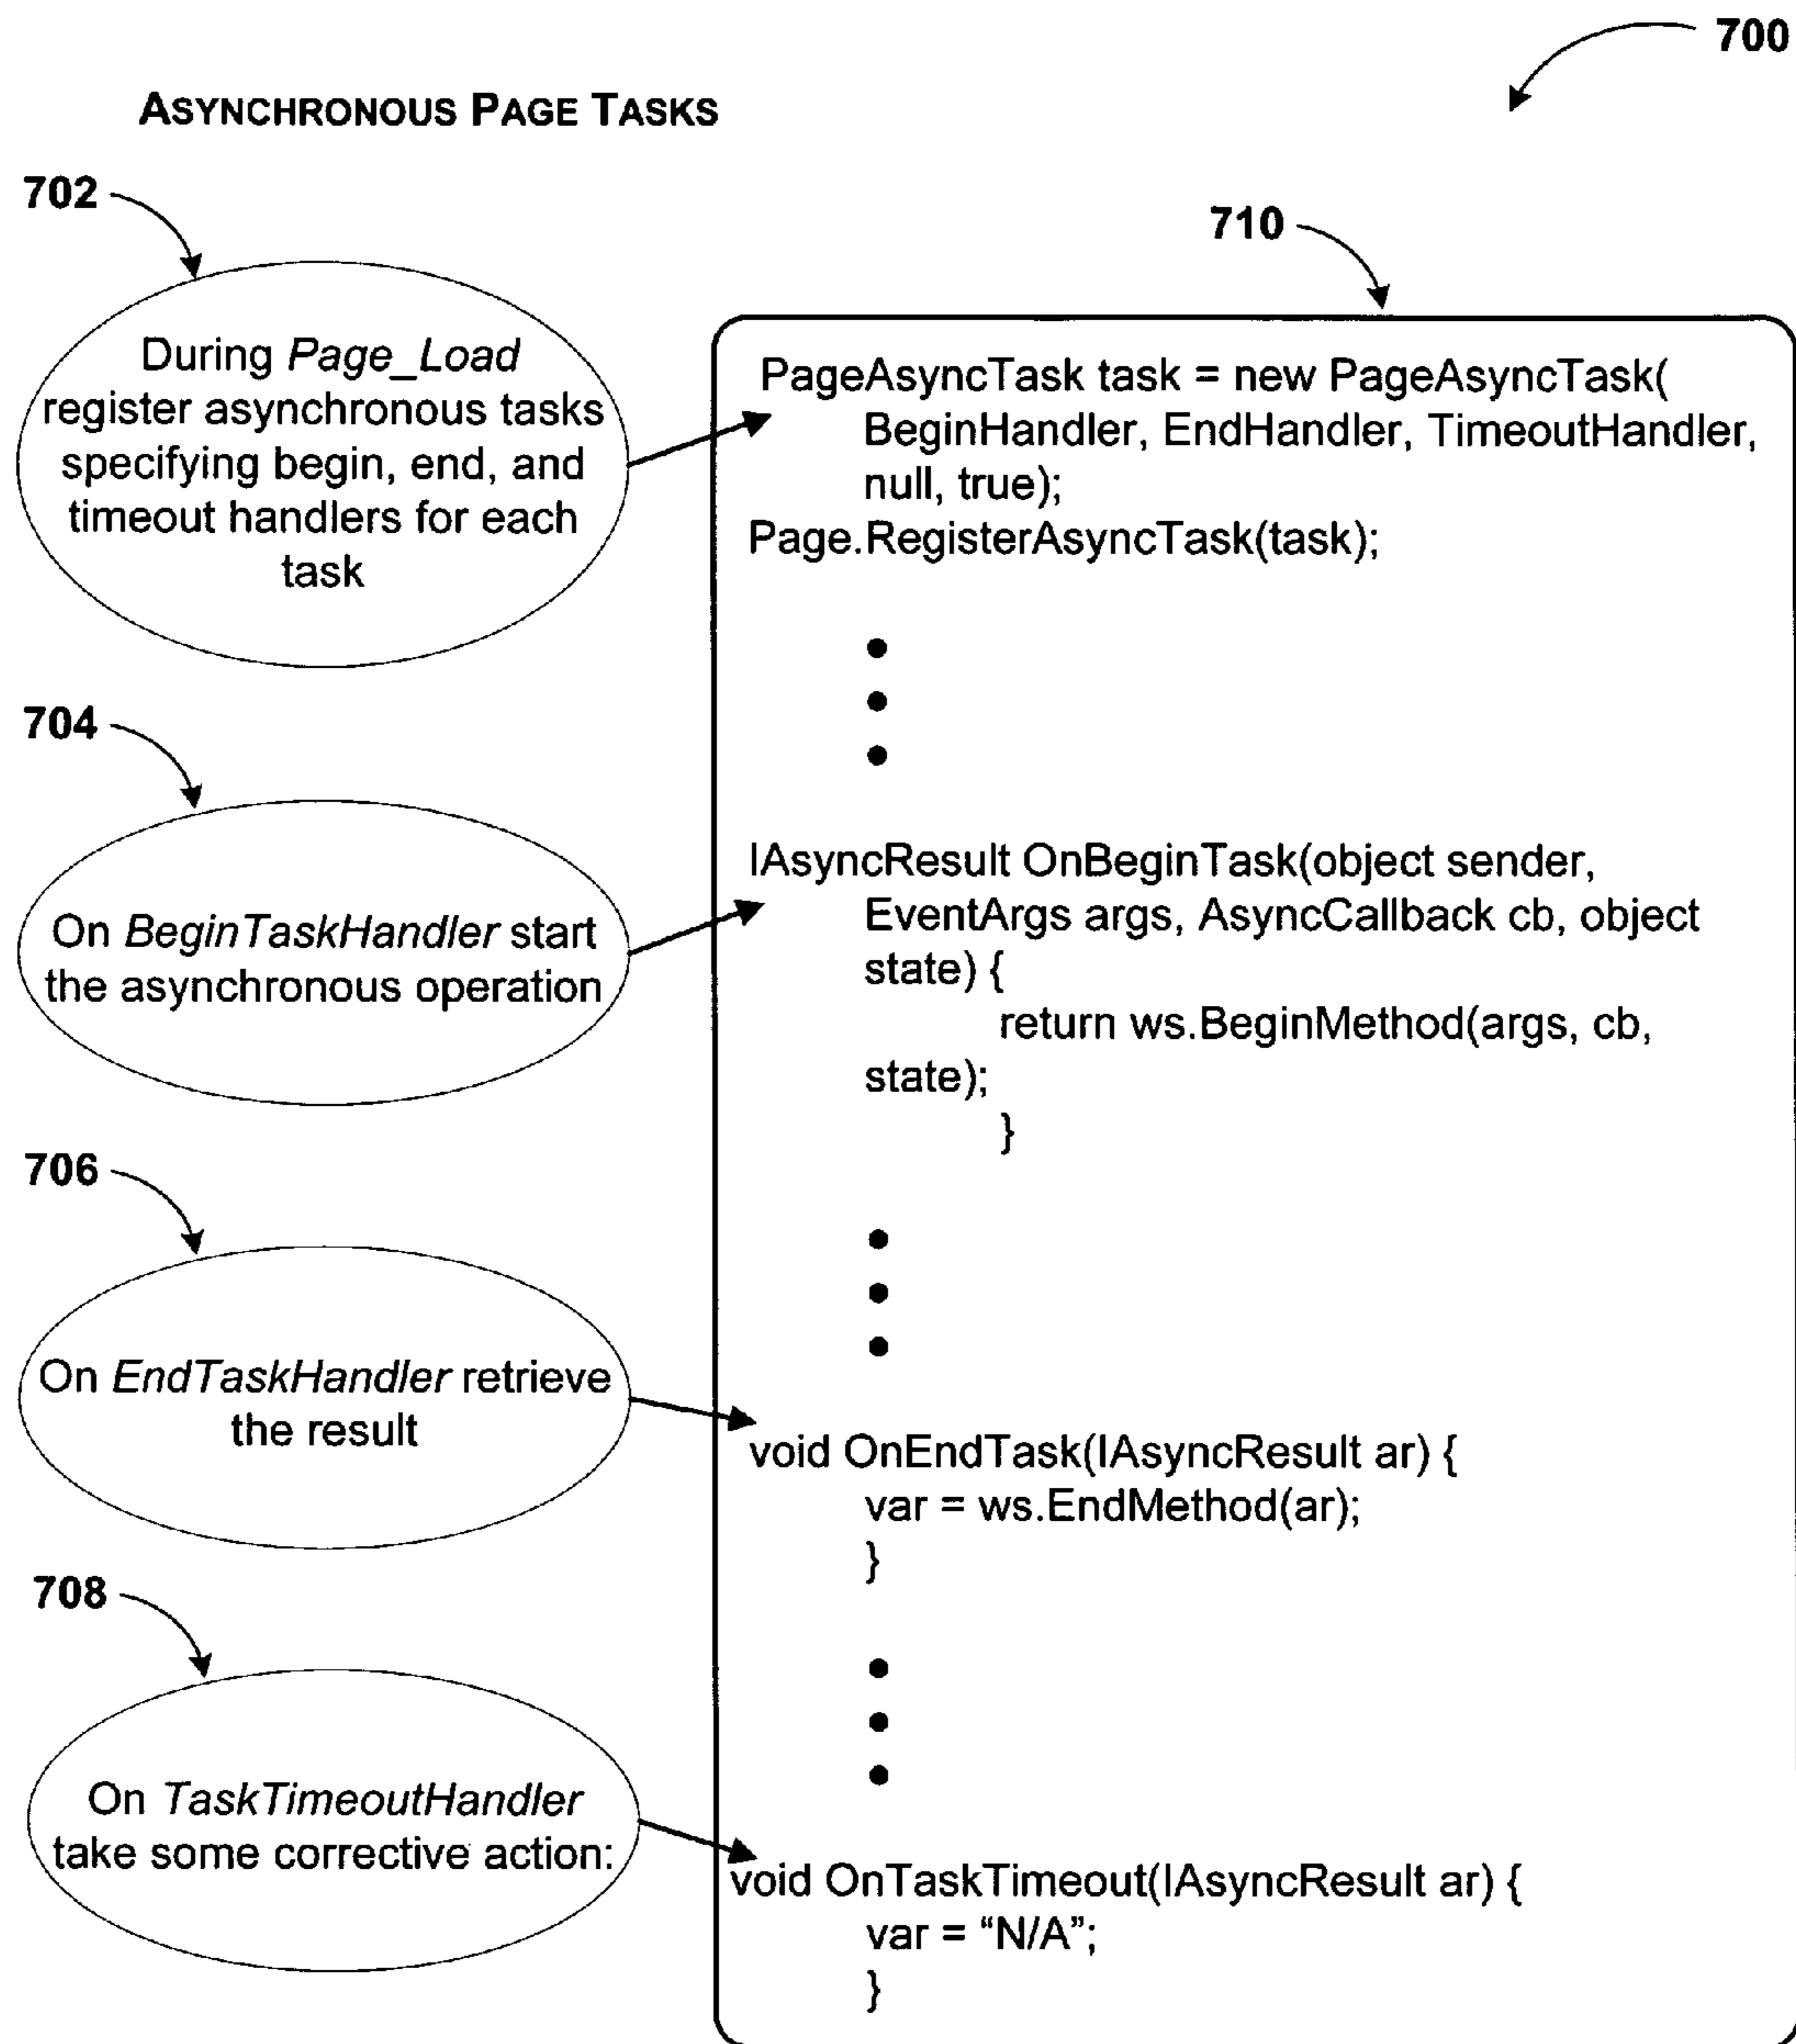 700
ASYNCHRONOUS PAGE TASKS
702
During Page_Load
register asynchronous tasks
specifying begin, end, and
timeout handlers for each
task
704
On BeginTaskHandler start
the asynchronous operation
706
On EndTaskHandler retrieve
the result
708
On TaskTimeoutHandler
take some corrective action:
710
PageAsyncTask task = new PageAsyncTask(
BeginHandler, EndHandler, TimeoutHandler,
null, true);
Page.RegisterAsyncTask(task);
IAsyncResult OnBeginTask(object sender,
EventArgs args, AsyncCallback cb, object
state) {
return ws.BeginMethod(args, cb,
state);
}
void OnEndTask(IAsyncResult ar) {
var = ws.EndMethod(ar);
}
void OnTaskTimeout(IAsyncResult ar) {
var = “N/A”;
}